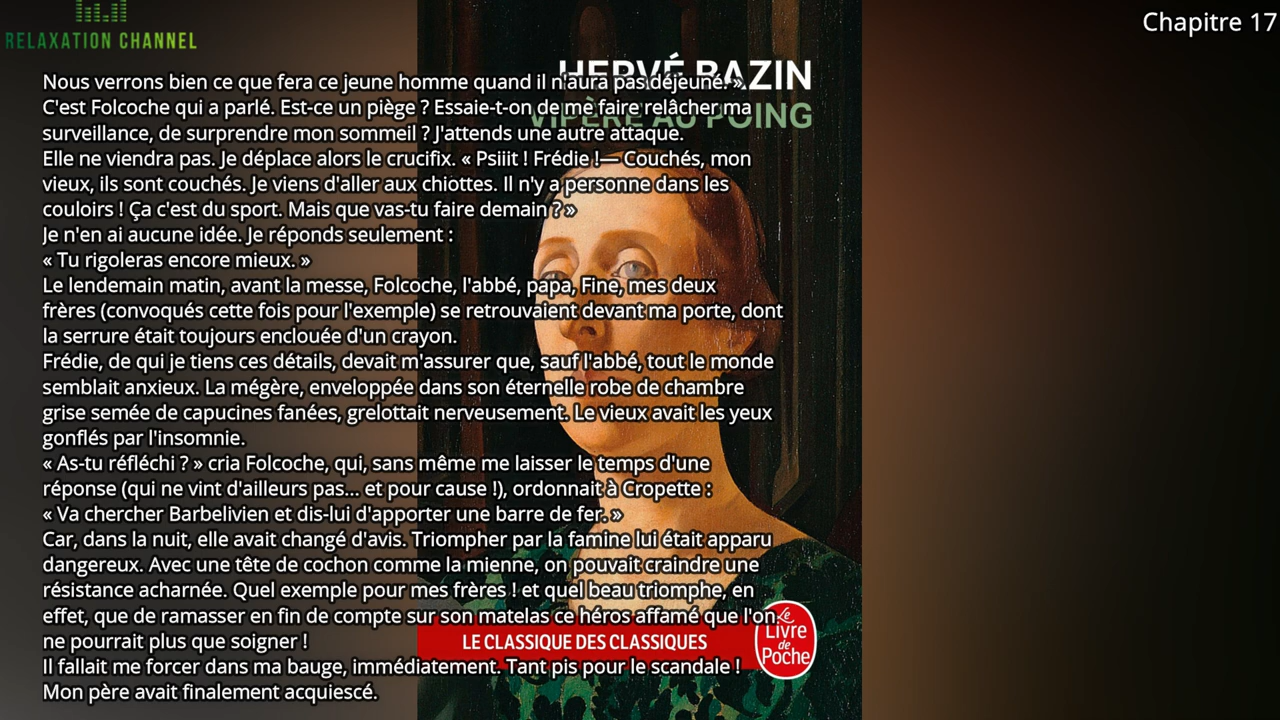 RELAXATION CHANNEL
Chapitre 17
HERVÉ BAZIN
VIPÈRE AU POING
Nous verrons bien ce que fera ce jeune homme quand il n'aura pas déjeuné. »
C'est Folcoche qui a parlé. Est-ce un piège ? Essaie-t-on de me faire relâcher ma
surveillance, de surprendre mon sommeil ? J'attends une autre attaque.
Elle ne viendra pas. Je déplace alors le crucifix. « Psiiit ! Frédie !— Couchés, mon
vieux, ils sont couchés. Je viens d'aller aux chiottes. Il n'y a personne dans les
couloirs ! Ça c'est du sport. Mais que vas-tu faire demain ? »
Je n'en ai aucune idée. Je réponds seulement :
« Tu rigoleras encore mieux. »
Le lendemain matin, avant la messe, Folcoche, l'abbé, papa, Fine, mes deux
frères (convoqués cette fois pour l'exemple) se retrouvaient devant ma porte, dont
la serrure était toujours enclouée d'un crayon.
Frédie, de qui je tiens ces détails, devait m'assurer que, sauf l'abbé, tout le monde
semblait anxieux. La mégère, enveloppée dans son éternelle robe de chambre
grise semée de capucines fanées, grelottait nerveusement. Le vieux avait les yeux
gonflés par l'insomnie.
« As-tu réfléchi ? » cria Folcoche, qui, sans même me laisser le temps d'une
réponse (qui ne vint d'ailleurs pas... et pour cause !), ordonnait à Cropette :
« Va chercher Barbelivien et dis-lui d'apporter une barre de fer. »
Car, dans la nuit, elle avait changé d'avis. Triompher par la famine lui était apparu
dangereux. Avec une tête de cochon comme la mienne, on pouvait craindre une
résistance acharnée. Quel exemple pour mes frères ! et quel beau triomphe, en
effet, que de ramasser en fin de compte sur son matelas ce héros affamé que l'on
ne pourrait plus que soigner !
Il fallait me forcer dans ma bauge, immédiatement. Tant pis pour le scandale !
Mon père avait finalement acquiescé.
LE CLASSIQUE DES CLASSIQUES
Le
Livre
de
Poche